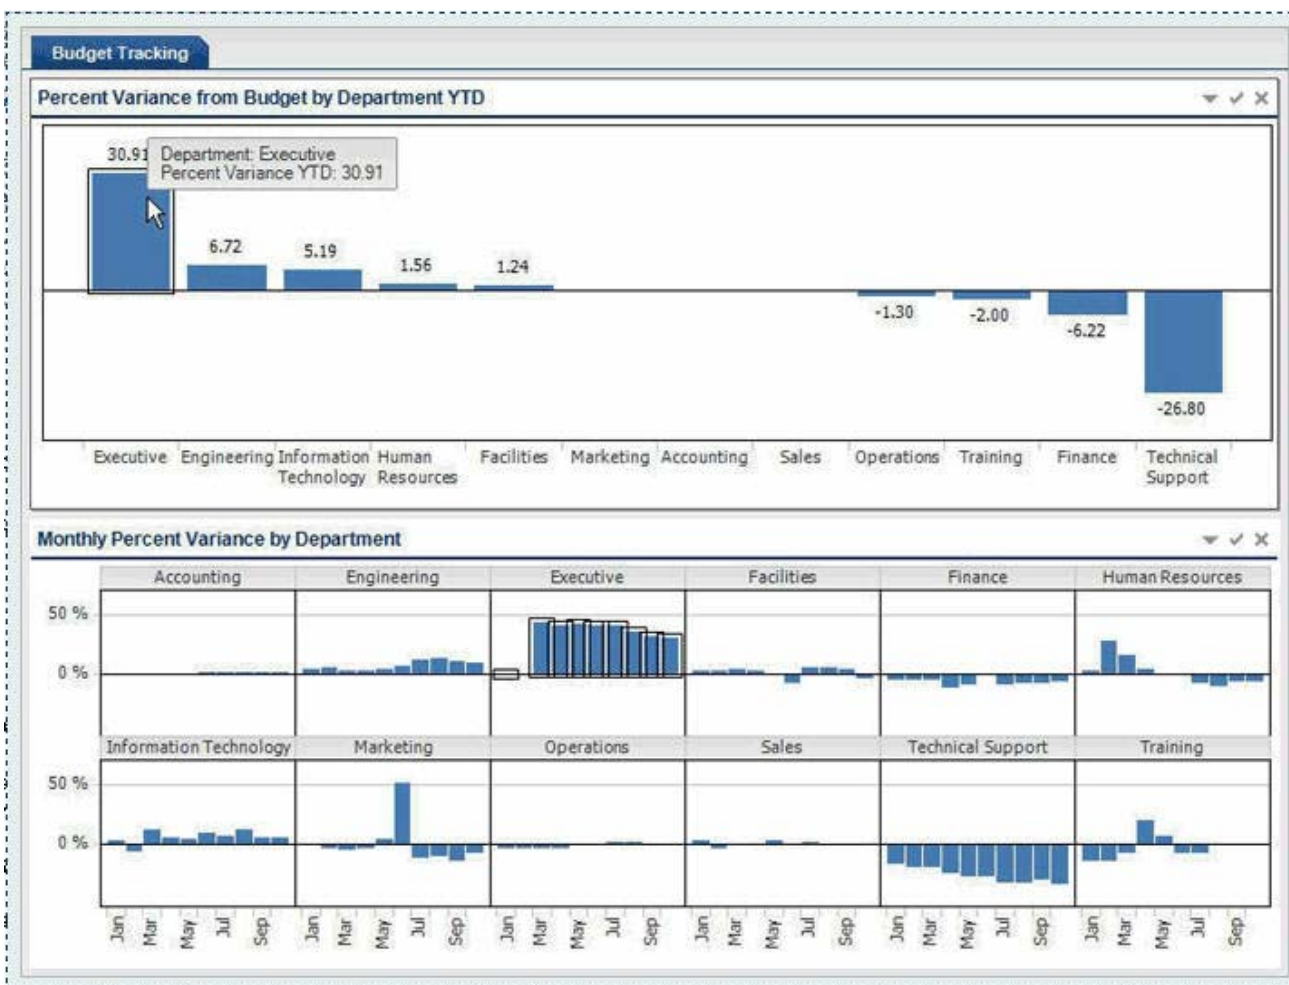 Budget Tracking
Percent Variance from Budget by Department YTD
30.91
Department: Executive
Percent Variance YTD: 30.91
6.72
5.19
1.56
1.24
-1.30
-2.00
-6.22
-26.80
Executive Engineering Information Human Facilities Marketing Accounting Sales Operations Training Finance Technical
Technology Resources Support
Monthly Percent Variance by Department
Accounting Engineering Executive Facilities Finance Human Resources
50 %
0 %
Information Technology Marketing Operations Sales Technical Support Training
50 %
0 %
Jan Mar May Jul Sep Jan Mar May Jul Sep Jan Mar May Jul Sep Jan Mar May Jul Sep Jan Mar May Jul Sep Jan Mar May Jul Sep